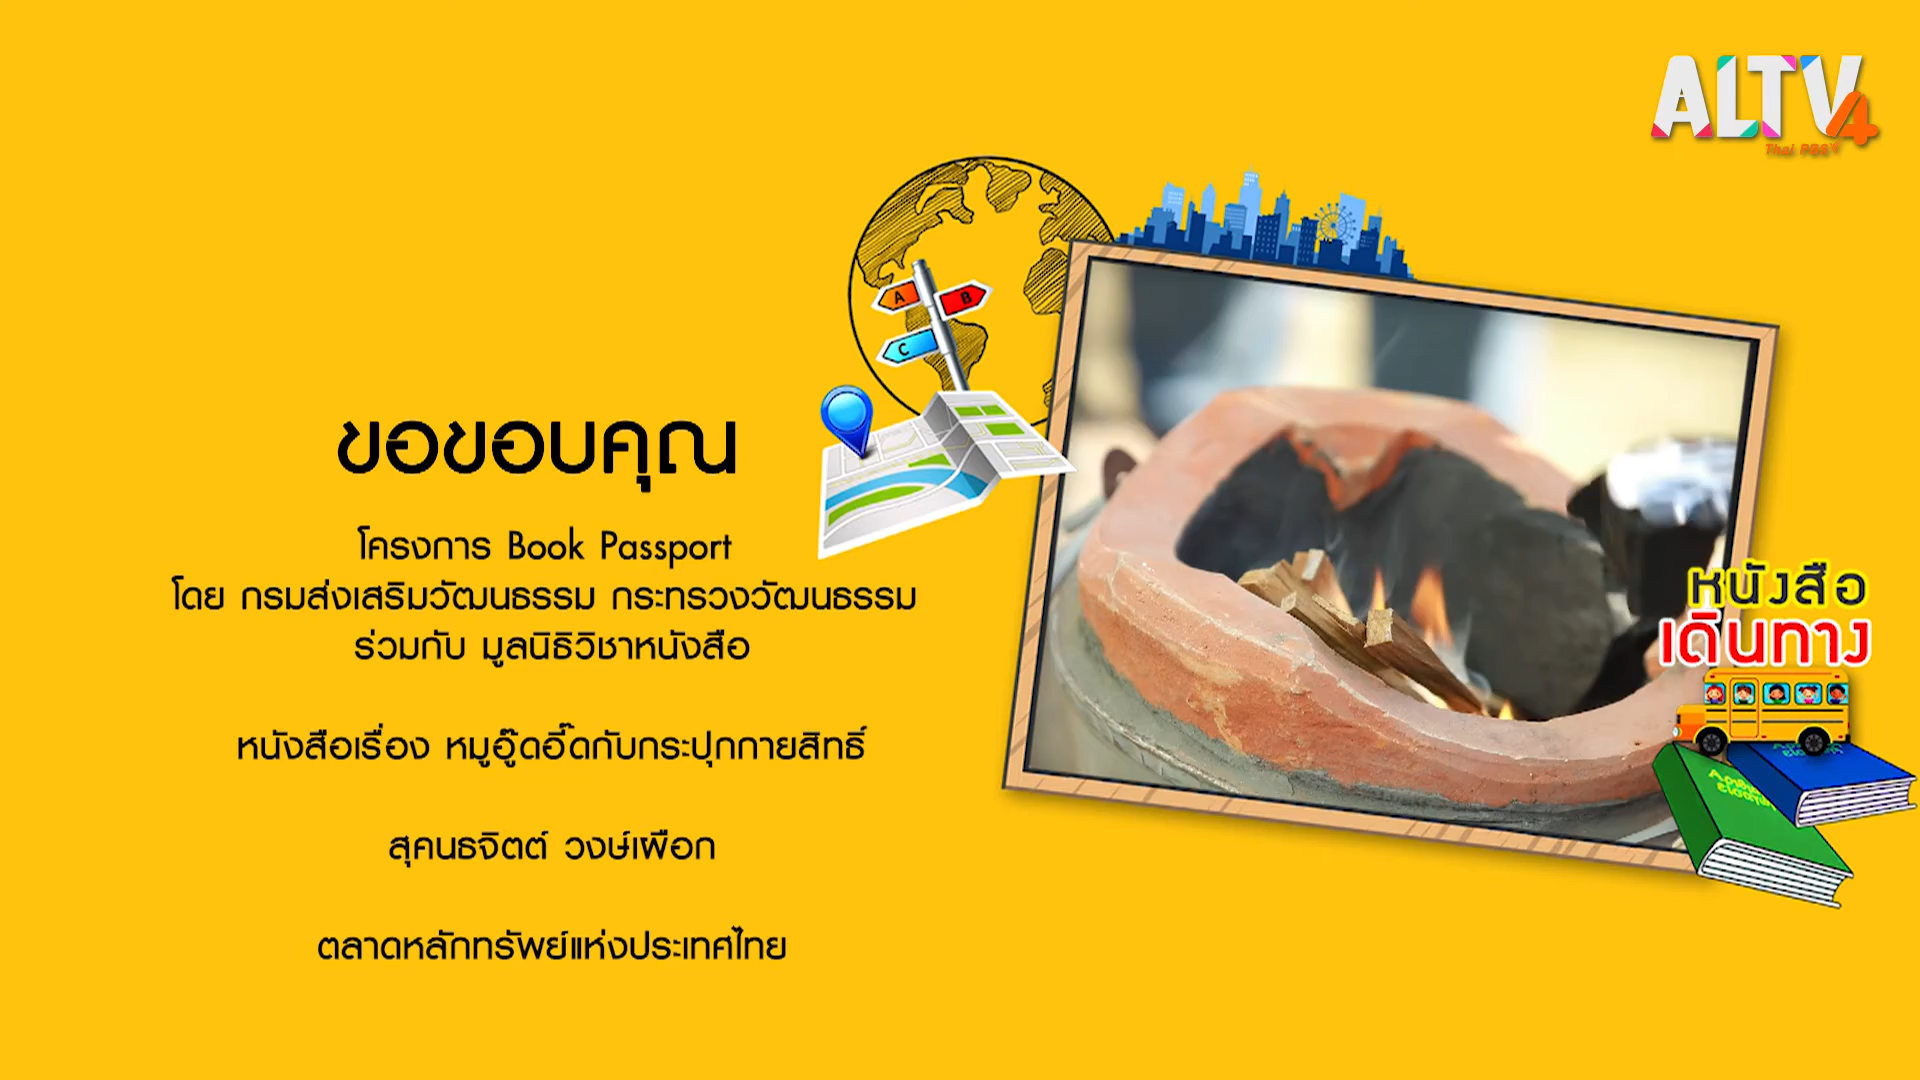 ALTV4
Thai PBS
A
B
C
ขอขอบคุณ
โครงการ Book Passport
โดย กรมส่งเสริมวัฒนธรรม กระทรวงวัฒนธรรม
ร่วมกับ มูลนิธิวิชาหนังสือ
หนังสือเรื่อง หมูอู๊ดอี๊ดกับกระปุกกายสิทธิ์
สุคนธจิตต์ วงษ์เผือก
ตลาดหลักทรัพย์แห่งประเทศไทย
หนังสือ
เดินทาง